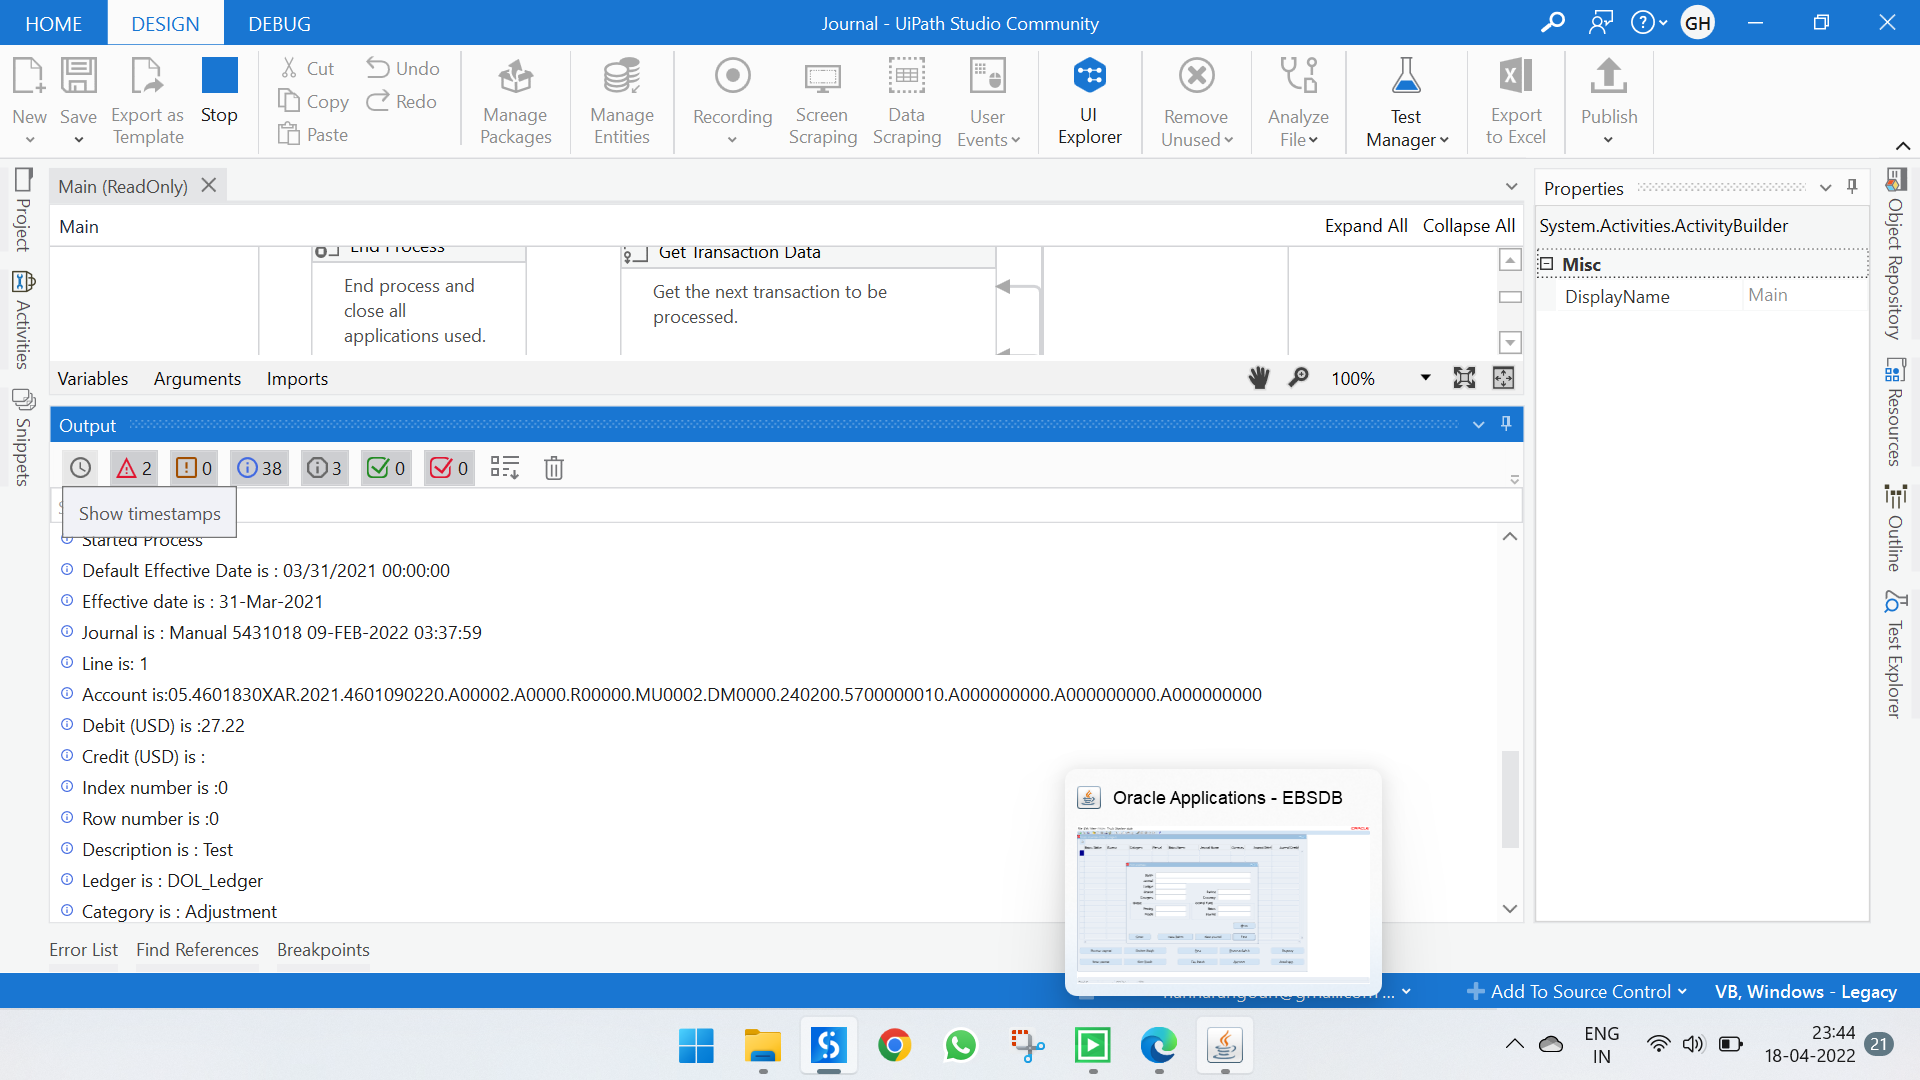 HOME DESIGN DEBUG Journal - UiPath Studio Community GH
New Save Export as Template Stop
Cut Copy Paste Undo Redo
Manage Packages Manage Entities
Recording Screen Scraping Data Scraping User Events
UI Explorer Remove Unused Analyze File Test Manager Export to Excel Publish
Project
Activities
Snippets
Main (ReadOnly)
Main Expand All Collapse All
End Process
End process and
close all
applications used.
Get Transaction Data
Get the next transaction to be
processed.
Variables Arguments Imports 100%
Output
2 0 38 3 0 0
Show timestamps
Started Process
Default Effective Date is : 03/31/2021 00:00:00
Effective date is : 31-Mar-2021
Journal is : Manual 5431018 09-FEB-2022 03:37:59
Line is: 1
Account is:05.4601830XAR.2021.4601090220.A00002.A0000.R00000.MU0002.DM0000.240200.5700000010.A000000000.A000000000.A000000000
Debit (USD) is :27.22
Credit (USD) is :
Index number is :0
Row number is :0
Description is : Test
Ledger is : DOL_Ledger
Category is : Adjustment
Oracle Applications - EBSDB
ORACLE
Error List Find References Breakpoints
Properties
System.Activities.ActivityBuilder
Misc
DisplayName Main
Object Repository
Resources
Outline
Test Explorer
Add To Source Control VB, Windows - Legacy
ENG
IN
23:44
18-04-2022
21